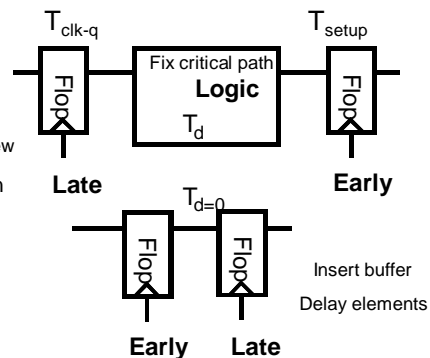 T_clk-q
T_setup
Flop
Fix critical path
Logic
T_d
Flop
Late
Early
T_d=0
Flop
Flop
Insert buffer
Delay elements
Early Late